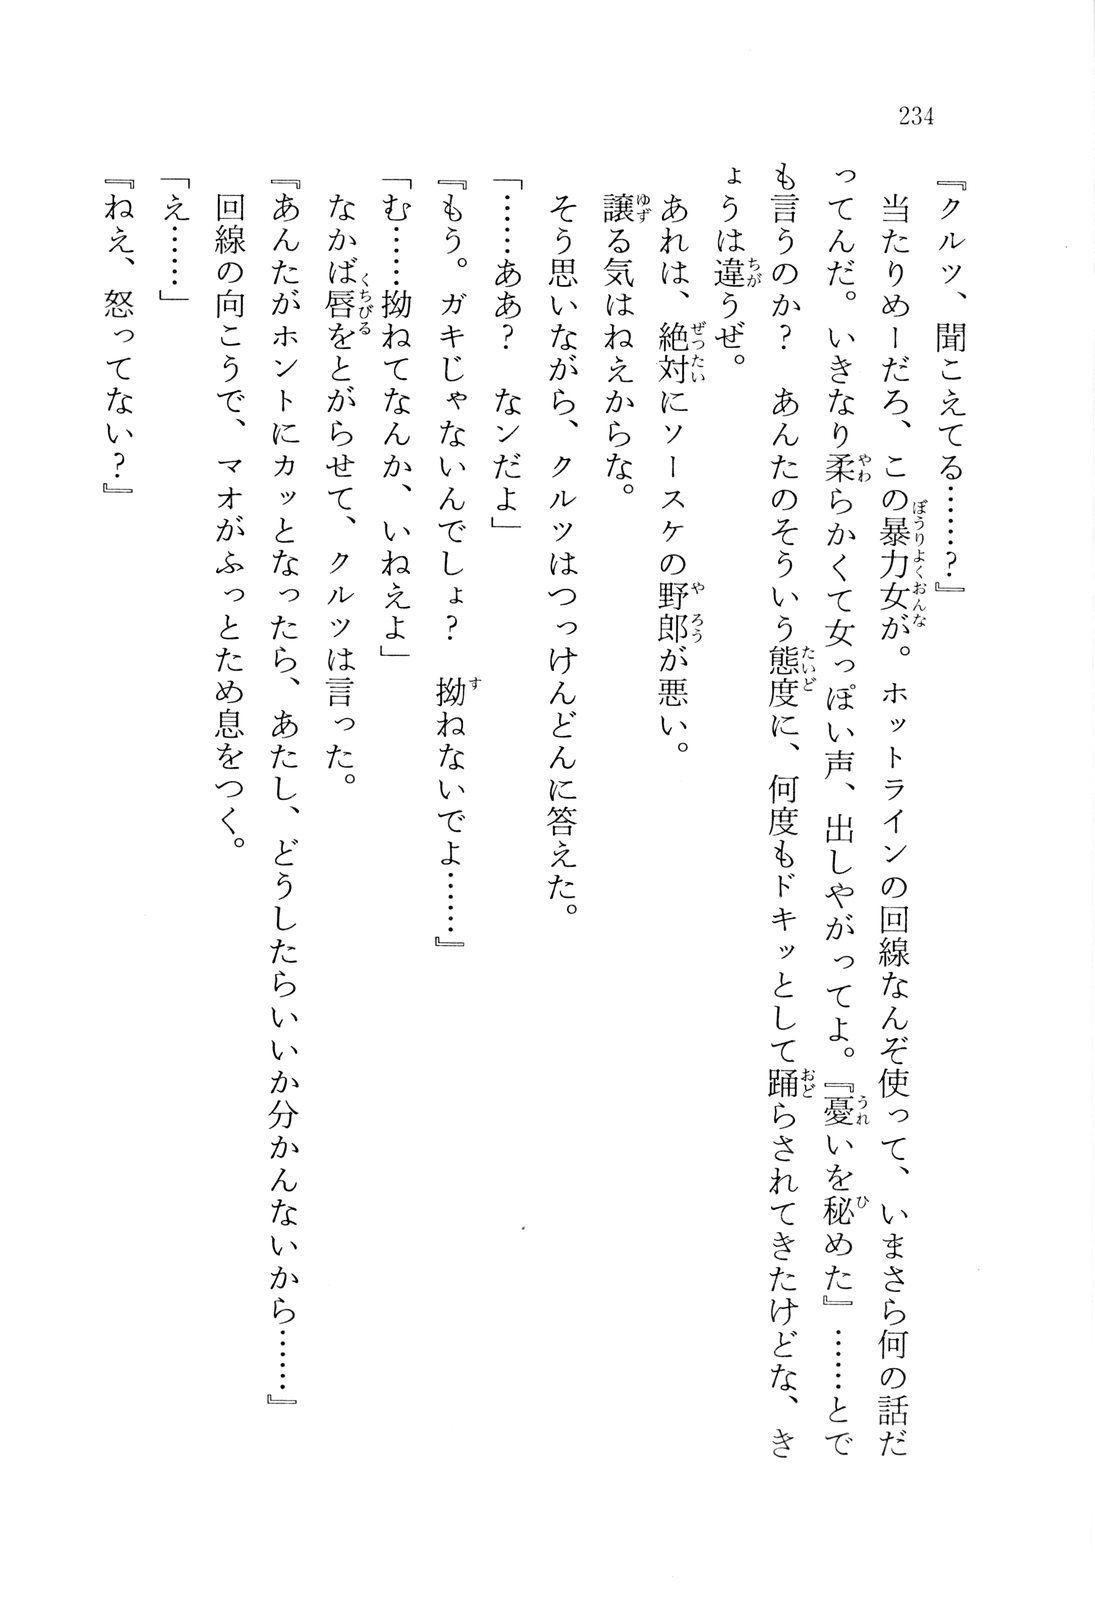 234
『クルツ、聞こえてる……？』
当たりめーだろ、この暴力女が。ホットラインの回線なんぞ使って、いまさら何の話だ
ってんだ。いきなり柔らかくて女っぽい声、出しやがってよ。『憂いを秘めた』……とで
も言うのか？　あんたのそういう態度に、何度もドキッとして踊らされてきたけどな、き
ょうは違うぜ。
あれは、絶対にソースケの野郎が悪い。
譲る気はねえからな。
そう思いながら、クルツはつっけんどんに答えた。
「……ああ？　なンだよ」
『もう。ガキじゃないんでしょ？　拗ねないでよ……』
「む……拗ねてなんか、いねえよ」
なかば唇をとがらせて、クルツは言った。
『あんたがホントにカッとなったら、あたし、どうしたらいいか分かんないから……』
回線の向こうで、マオがふっとため息をつく。
「え……」
『ねえ、怒ってない？』